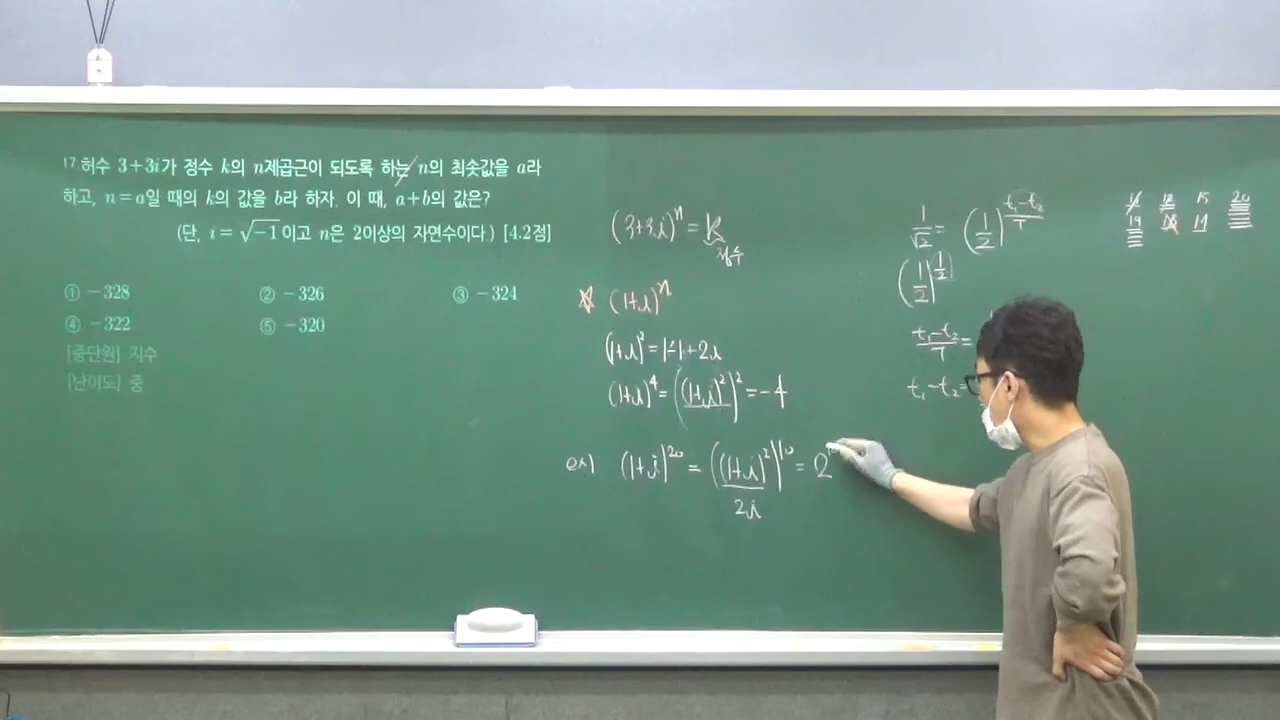 17 허수 3+3i가 정수 k의 n제곱근이 되도록 하는 n의 최솟값을 a라
하고, n=a일 때의 k의 값을 b라 하자. 이 때, a+b의 값은?
(단, i=√-1이고 n은 2이상의 자연수이다.) [4.2점]
① -328 ② -326 ③ -324
④ -322 ⑤ -320
[중단원] 지수
[난이도] 중
(3+3i)^n = k
정수
☆ (1+i)^n
(1+i)^2 = 1-1+2i
(1+i)^4 = ((1+i)^2)^2 = -4
ex) (1+i)^20 = ((1+i)^2)^10 = 2
2i
1/√2 = (1/2)^((t₁-t₂)/T)
(1/2)^(1/2)
(t₁-t₂)/T =
t₁-t₂=
15 20
19 17